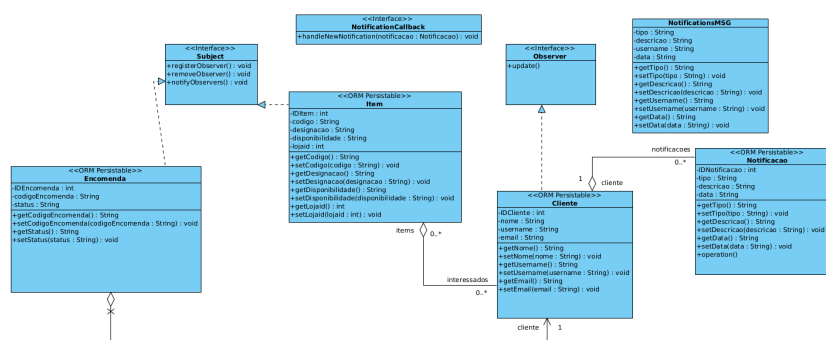 <<Interface>>
NotificationCallback
+handleNewNotification(notificacao : Notificacao) : void
NotificationsMSG
-tipo : String
-descricao : String
-username : String
-data : String
+getTipo() : String
+setTipo(tipo : String) : void
+getDescricao() : String
+setDescricao(descricao : String) : void
+getUsername() : String
+setUsername(username : String) : void
+getData() : String
+setData(data : String) : void
<<Interface>>
Subject
+registerObserver() : void
+removeObserver() : void
+notifyObservers() : void
<<Interface>>
Observer
+update()
<<ORM Persistable>>
Item
-IDItem : int
-codigo : String
-designacao : String
-disponibilidade : String
-lojaid : int
+getCodigo() : String
+setCodigo(codigo : String) : void
+getDesignacao() : String
+setDesignacao(designacao : String) : void
+getDisponibilidade() : String
+setDisponibilidade(disponibilidade : String) : void
+getLojaid() : int
+setLojaid(lojaid : int) : void
<<ORM Persistable>>
Encomenda
-IDEncomenda : int
-codigoEncomenda : String
-status : String
+getCodigoEncomenda() : String
+setCodigoEncomenda(codigoEncomenda : String) : void
+getStatus() : String
+setStatus(status : String) : void
notificacoes
0..*
1
cliente
<<ORM Persistable>>
Notificacao
-IDNotificacao : int
-tipo : String
-descricao : String
-data : String
+getTipo() : String
+setTipo(tipo : String) : void
+getDescricao() : String
+setDescricao(descricao : String) : void
+getData() : String
+setData(data : String) : void
+operation()
<<ORM Persistable>>
Cliente
-IDCliente : int
-nome : String
-username : String
-email : String
+getNome() : String
+setNome(nome : String) : void
+getUsername() : String
+setUsername(username : String) : void
+getEmail() : String
+setEmail(email : String) : void
items
0..*
interessados
0..*
cliente
1